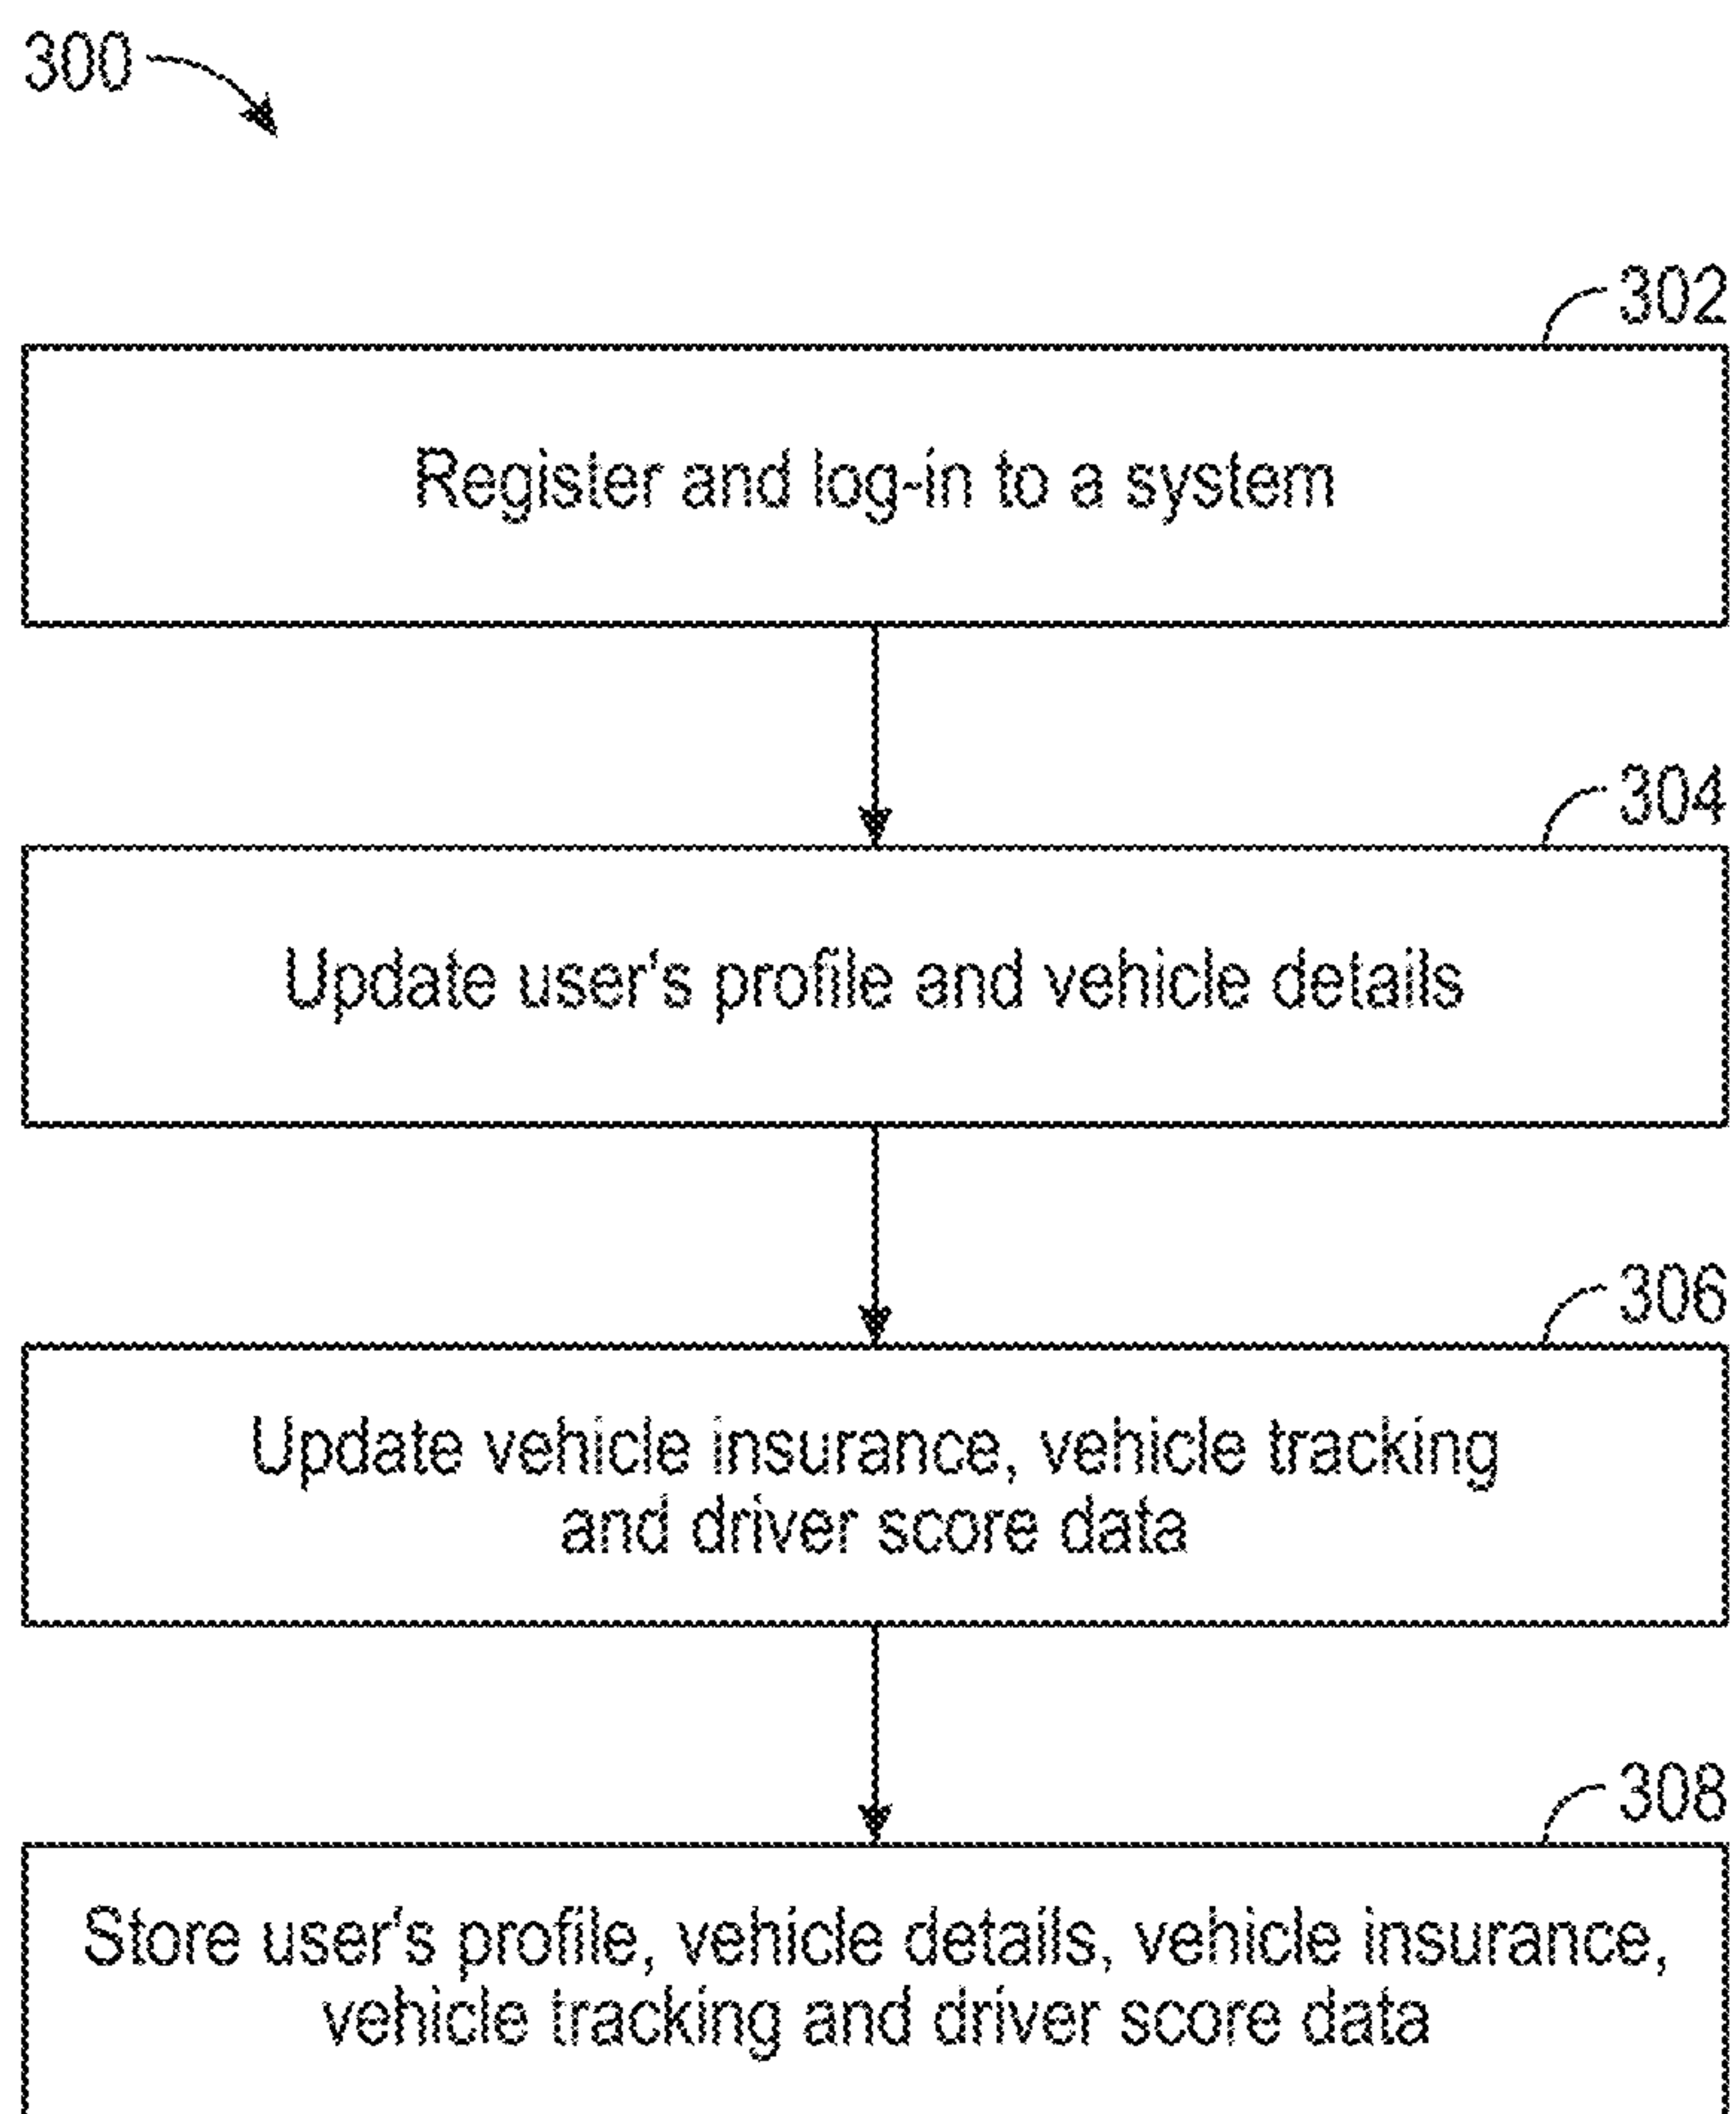 300
302
Register and log-in to a system
304
Update user's profile and vehicle details
306
Update vehicle insurance, vehicle tracking
and driver score data
308
Store user's profile, vehicle details, vehicle insurance,
vehicle tracking and driver score data